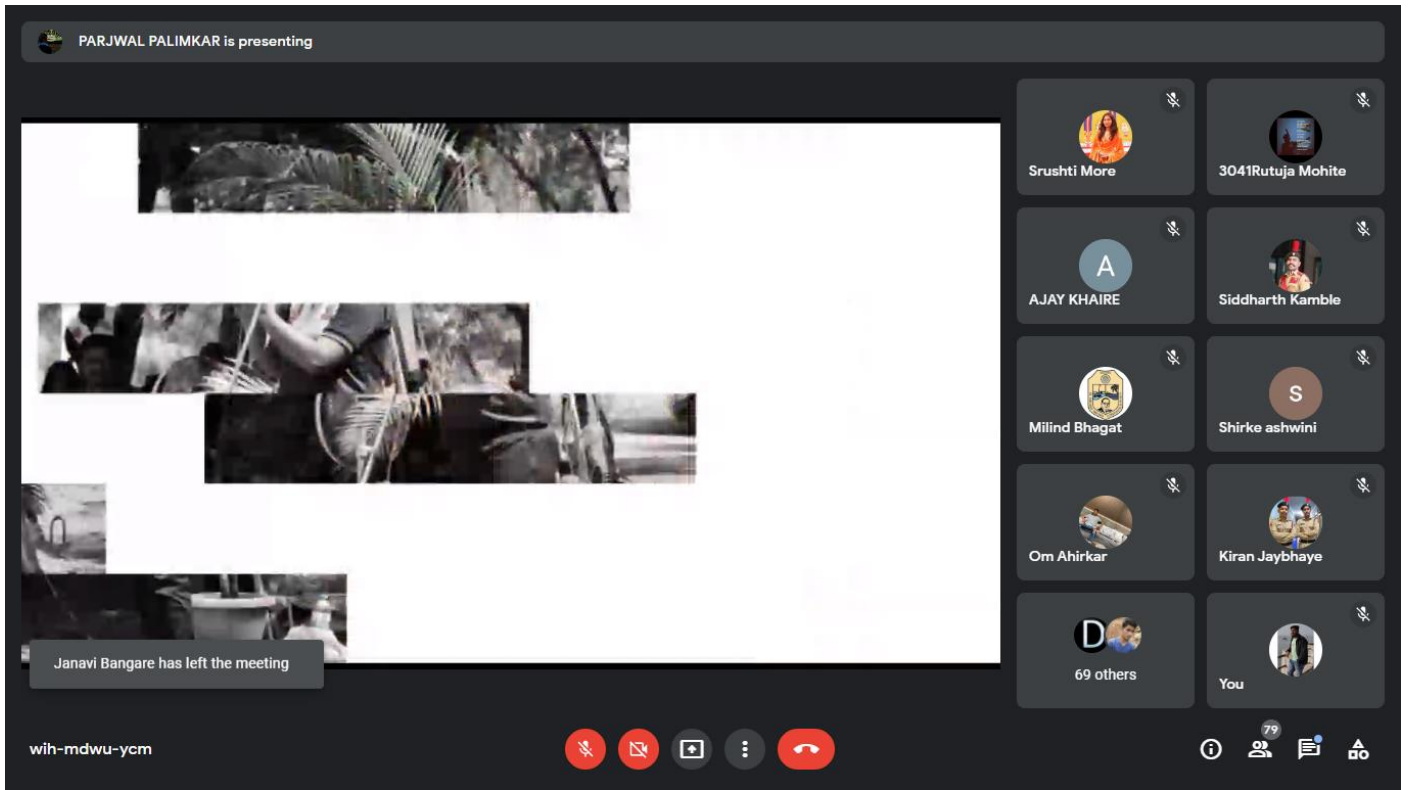 PARJWAL PALIMKAR is presenting
Srushti More
3041Rutuja Mohite
A
AJAY KHAIRE
Siddharth Kamble
Milind Bhagat
S
Shirke ashwini
Om Ahirkar
Kiran Jaybhaye
D
69 others
You
Janavi Bangare has left the meeting
wih-mdwu-ycm
79